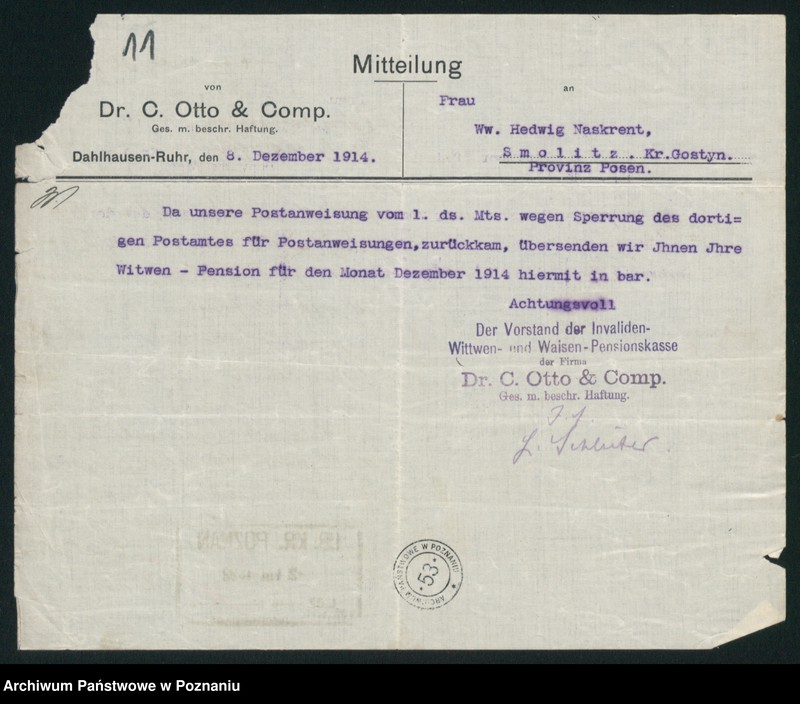 11
Mitteilung
von
Dr. C. Otto & Comp.
Ges. m. beschr. Haftung.
Dahlhausen-Ruhr, den 8. Dezember 1914.
an
Frau
Ww. Hedwig Naskrent,
S m o l i t z . Kr.Gostyn.
Provinz Posen.
Da unsere Postanweisung vom 1. ds. Mts. wegen Sperrung des dorti=
gen Postamtes für Postanweisungen,zurückkam, übersenden wir Jhnen Jhre
Witwen - Pension für den Monat Dezember 1914 hiermit in bar.
Achtungsvoll
Der Vorstand der Invaliden-
Wittwen- und Waisen-Pensionskasse
der Firma
Dr. C. Otto & Comp.
Ges. m. beschr. Haftung.
ARCHIWUM PAŃSTWOWE W POZNANIU
53
Archiwum Państwowe w Poznaniu